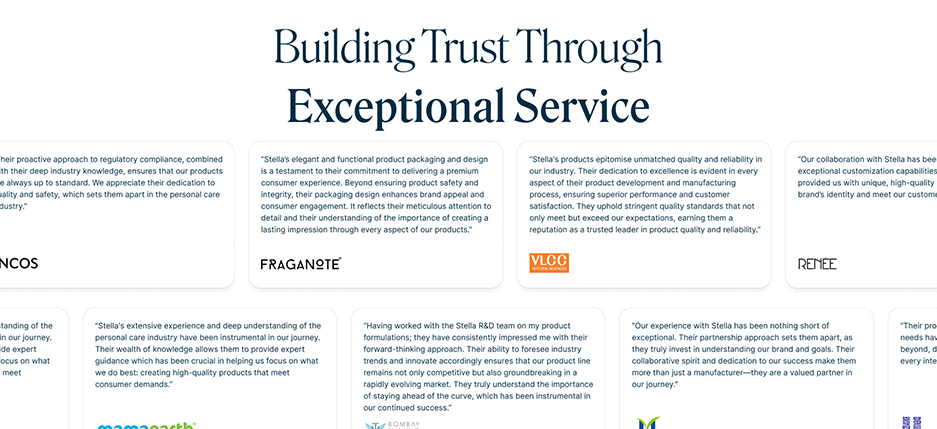 Building Trust Through
Exceptional Service
heir proactive approach to regulatory compliance, combined
th their deep industry knowledge, ensures that our products
e always up to standard. We appreciate their dedication to
uality and safety, which sets them apart in the personal care
dustry."
NCOS
"Stella's elegant and functional product packaging and design
is a testament to their commitment to delivering a premium
consumer experience. Beyond ensuring product safety and
integrity, their packaging design enhances brand appeal and
consumer engagement. It reflects their meticulous attention to
detail and their understanding of the importance of creating a
lasting impression through every aspect of our products."
FRAGANOTE
"Stella's products epitomise unmatched quality and reliability in
our industry. Their dedication to excellence is evident in every
aspect of their product development and manufacturing
process, ensuring superior performance and customer
satisfaction. They uphold stringent quality standards that not
only meet but exceed our expectations, earning them a
reputation as a trusted leader in product quality and reliability."
VLCC
NATURAL SCIENCES
"Our collaboration with Stella has bee
exceptional customization capabilities
provided us with unique, high-quality
brand's identity and meet our custome
RENÉE
standing of the
in our journey.
ide expert
focus on what
meet
"Stella's extensive experience and deep understanding of the
personal care industry have been instrumental in our journey.
Their wealth of knowledge allows them to provide expert
guidance which has been crucial in helping us focus on what
we do best: creating high-quality products that meet
consumer demands."
mamaearth
"Having worked with the Stella R&D team on my product
formulations; they have consistently impressed me with their
forward-thinking approach. Their ability to foresee industry
trends and innovate accordingly ensures that our product line
remains not only competitive but also groundbreaking in a
rapidly evolving market. They truly understand the importance
of staying ahead of the curve, which has been instrumental in
our continued success."
BOMBAY
"Our experience with Stella has been nothing short of
exceptional. Their partnership approach sets them apart, as
they truly invest in understanding our brand and goals. Their
collaborative spirit and dedication to our success make them
more than just a manufacturer—they are a valued partner in
our journey."
"Their pro
needs hav
beyond, d
every inte